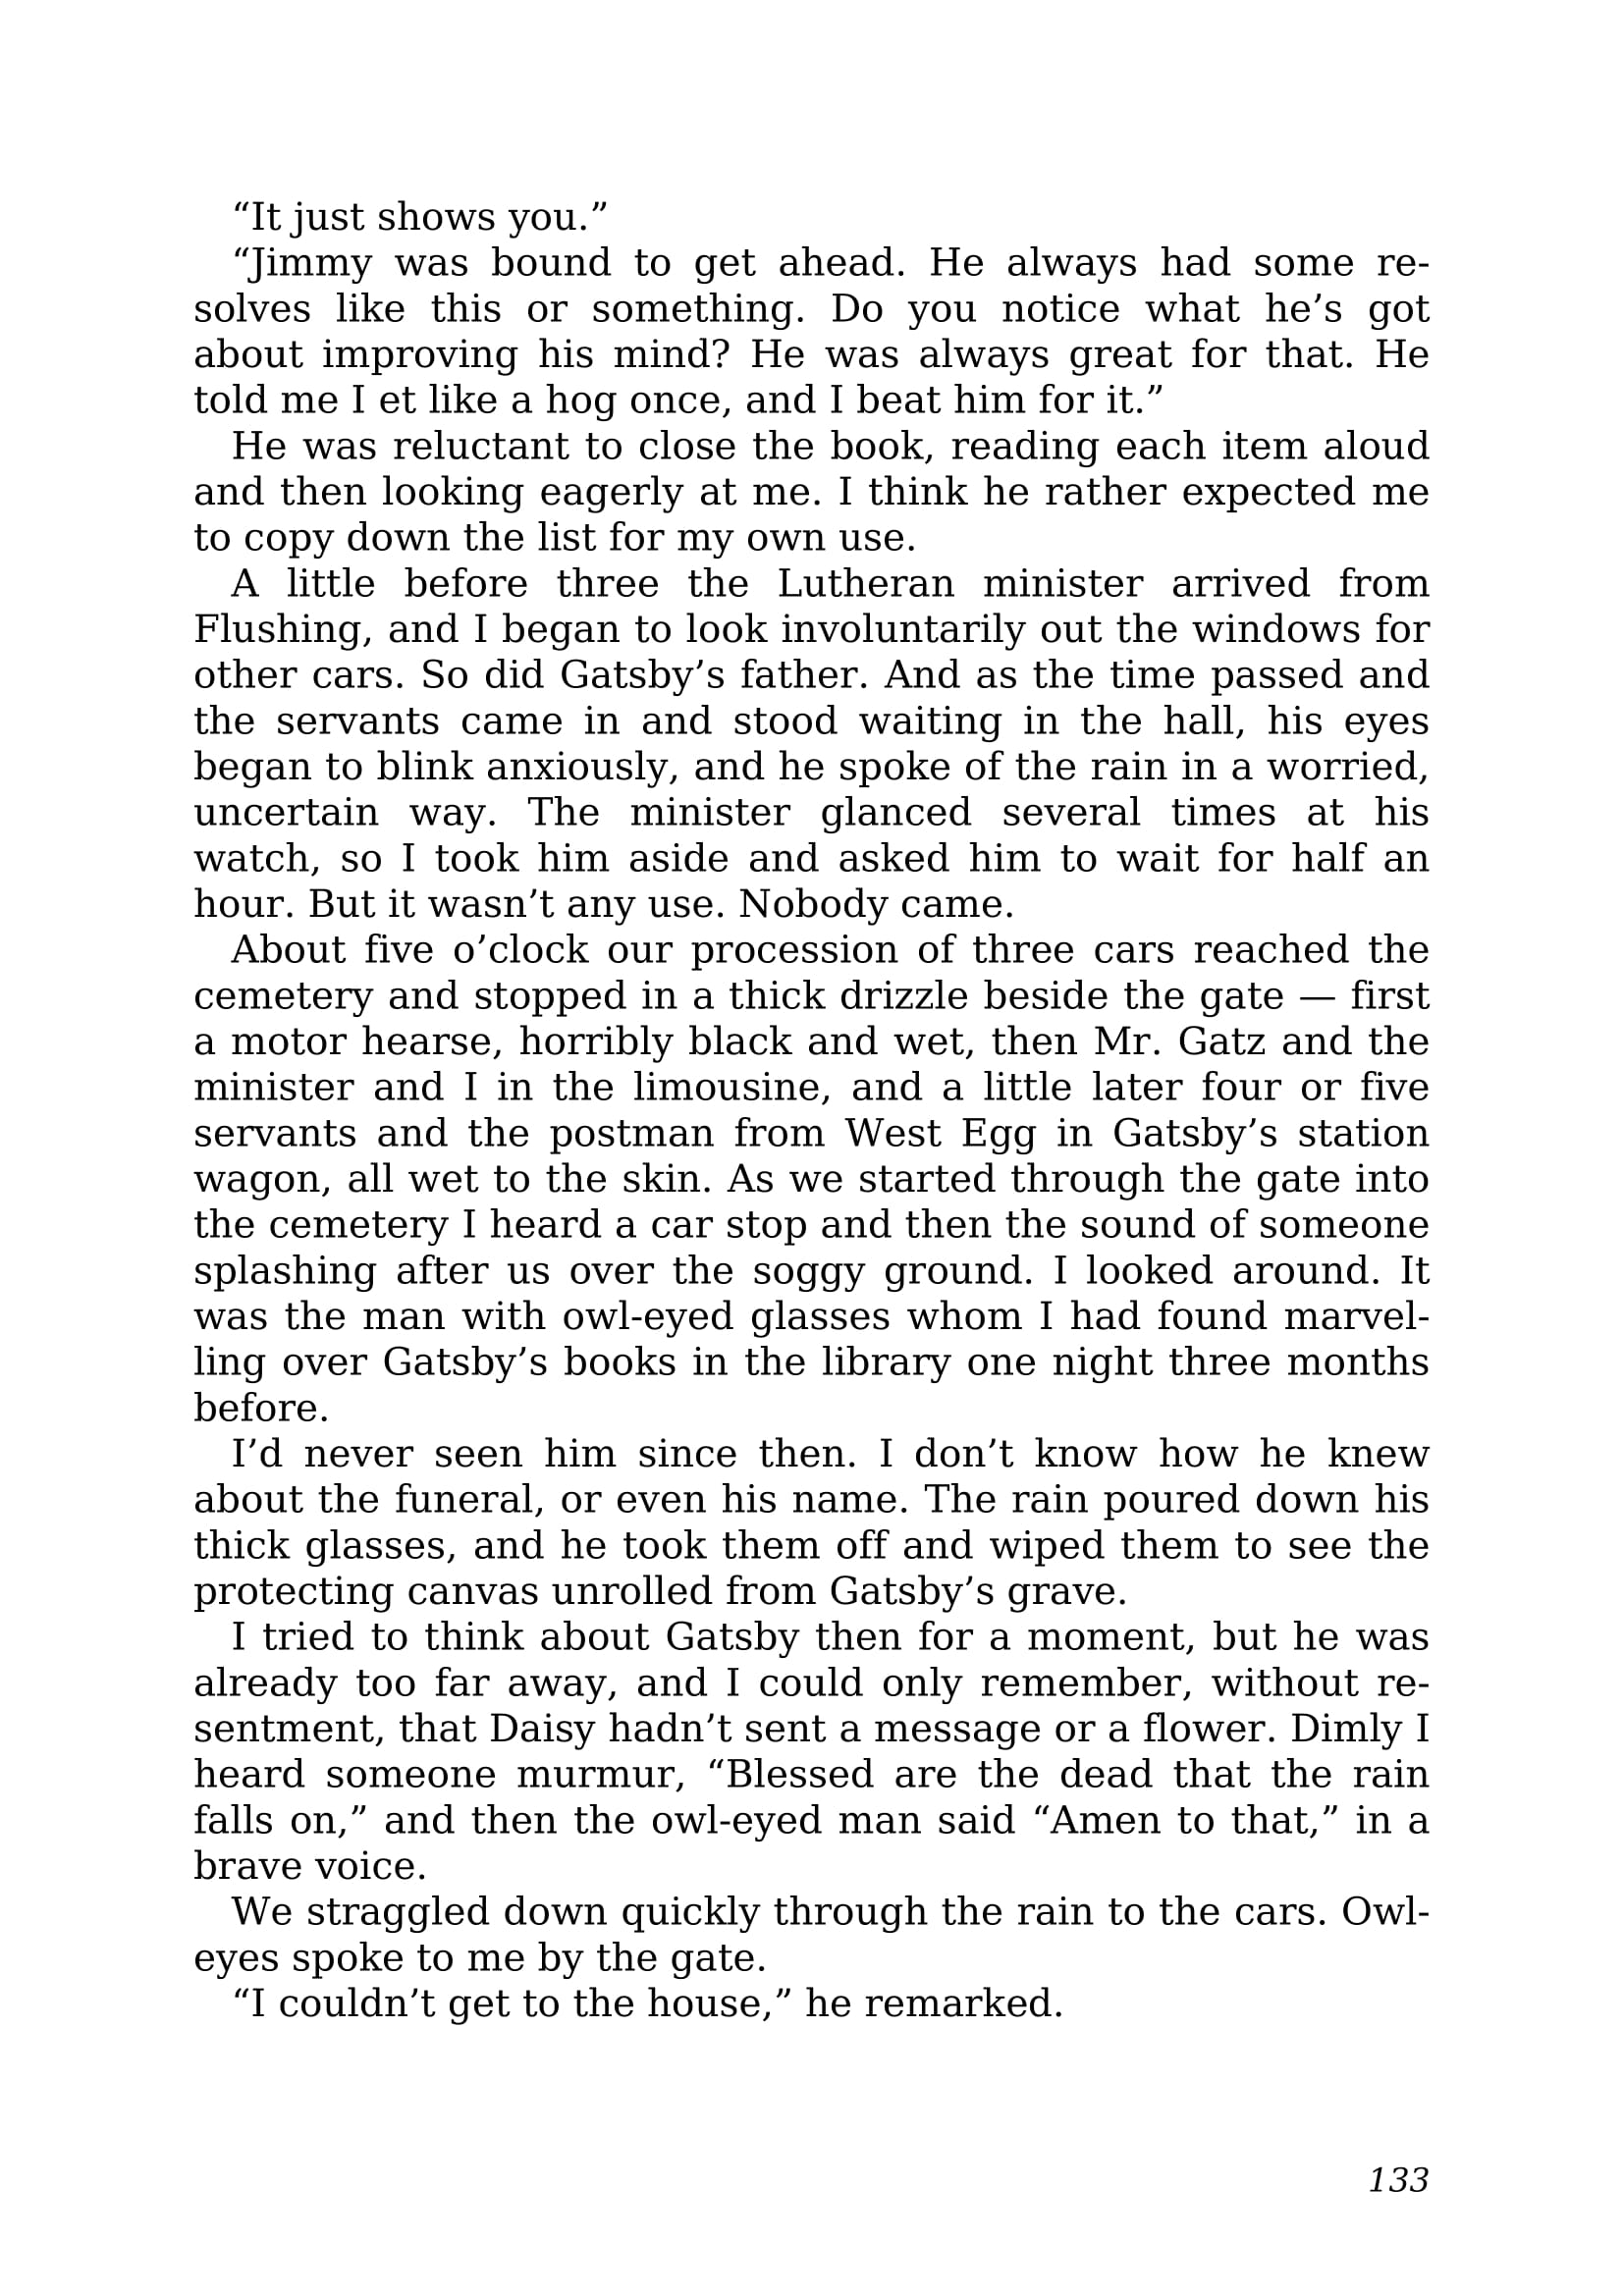 “It just shows you.”
“Jimmy was bound to get ahead. He always had some re-
solves like this or something. Do you notice what he’s got
about improving his mind? He was always great for that. He
told me I et like a hog once, and I beat him for it.”
He was reluctant to close the book, reading each item aloud
and then looking eagerly at me. I think he rather expected me
to copy down the list for my own use.
A little before three the Lutheran minister arrived from
Flushing, and I began to look involuntarily out the windows for
other cars. So did Gatsby’s father. And as the time passed and
the servants came in and stood waiting in the hall, his eyes
began to blink anxiously, and he spoke of the rain in a worried,
uncertain way. The minister glanced several times at his
watch, so I took him aside and asked him to wait for half an
hour. But it wasn’t any use. Nobody came.
About five o’clock our procession of three cars reached the
cemetery and stopped in a thick drizzle beside the gate — first
a motor hearse, horribly black and wet, then Mr. Gatz and the
minister and I in the limousine, and a little later four or five
servants and the postman from West Egg in Gatsby’s station
wagon, all wet to the skin. As we started through the gate into
the cemetery I heard a car stop and then the sound of someone
splashing after us over the soggy ground. I looked around. It
was the man with owl-eyed glasses whom I had found marvel-
ling over Gatsby’s books in the library one night three months
before.
I’d never seen him since then. I don’t know how he knew
about the funeral, or even his name. The rain poured down his
thick glasses, and he took them off and wiped them to see the
protecting canvas unrolled from Gatsby’s grave.
I tried to think about Gatsby then for a moment, but he was
already too far away, and I could only remember, without re-
sentment, that Daisy hadn’t sent a message or a flower. Dimly I
heard someone murmur, “Blessed are the dead that the rain
falls on,” and then the owl-eyed man said “Amen to that,” in a
brave voice.
We straggled down quickly through the rain to the cars. Owl-
eyes spoke to me by the gate.
“I couldn’t get to the house,” he remarked.
133